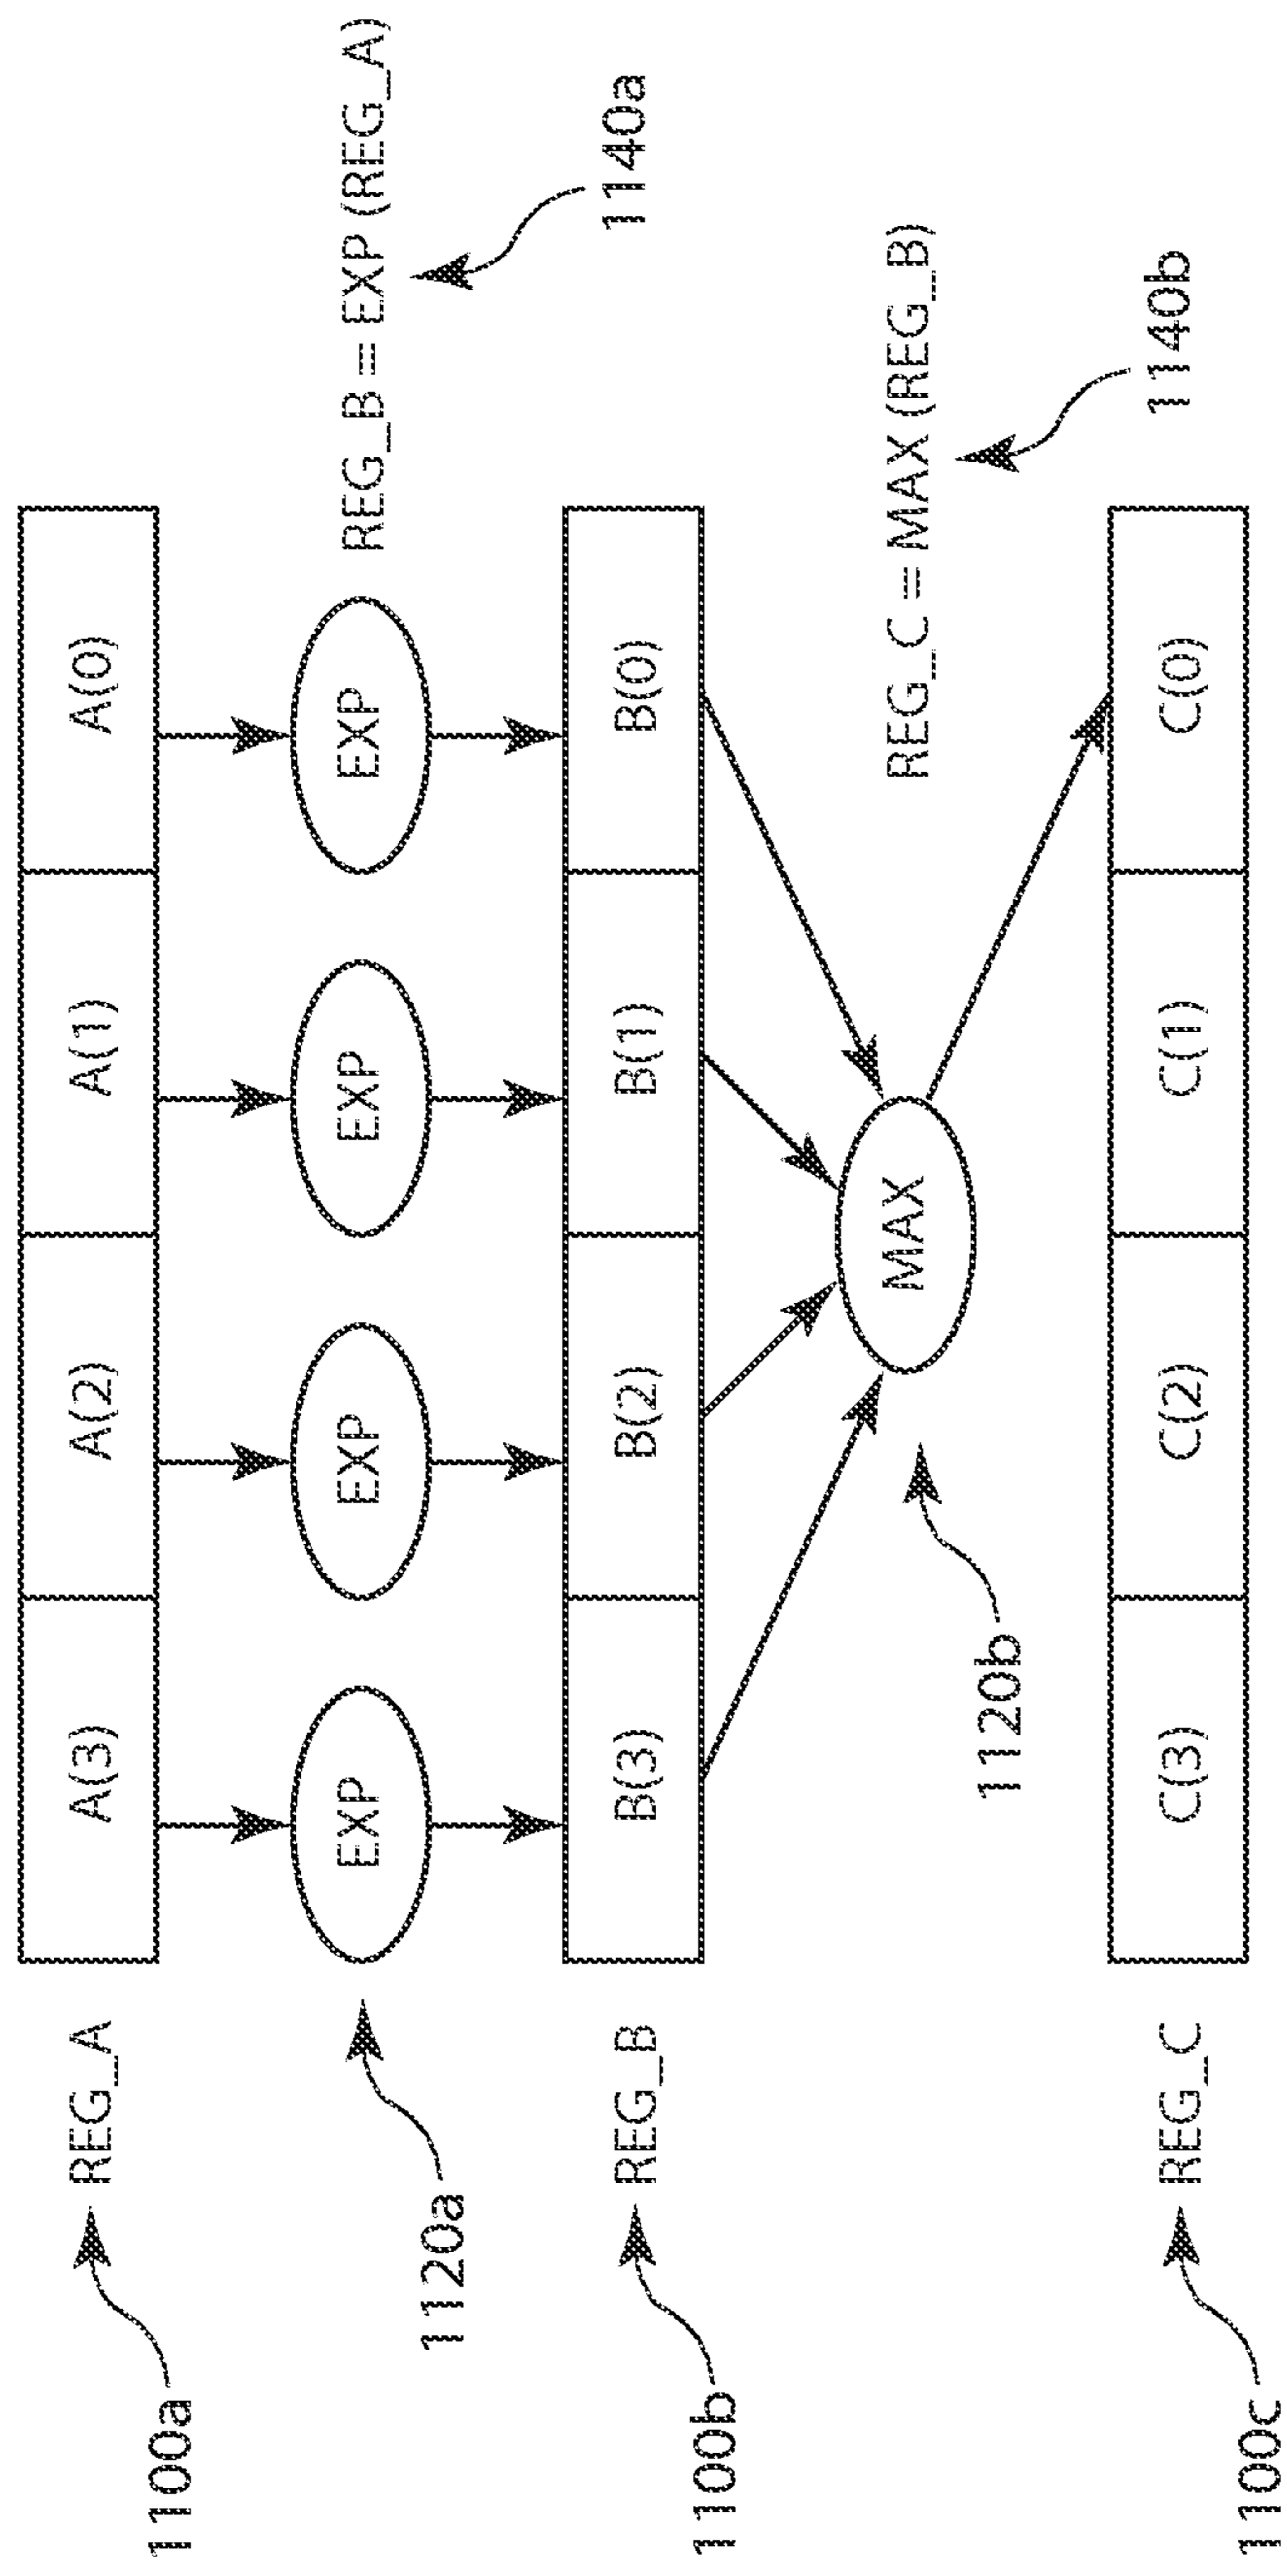 1100a
REG_A
A(3)
A(2)
A(1)
A(0)
1120a
EXP
EXP
EXP
EXP
REG_B = EXP (REG_A)
1140a
1100b
REG_B
B(3)
B(2)
B(1)
B(0)
1120b
MAX
REG_C = MAX (REG_B)
1140b
1100c
REG_C
C(3)
C(2)
C(1)
C(0)